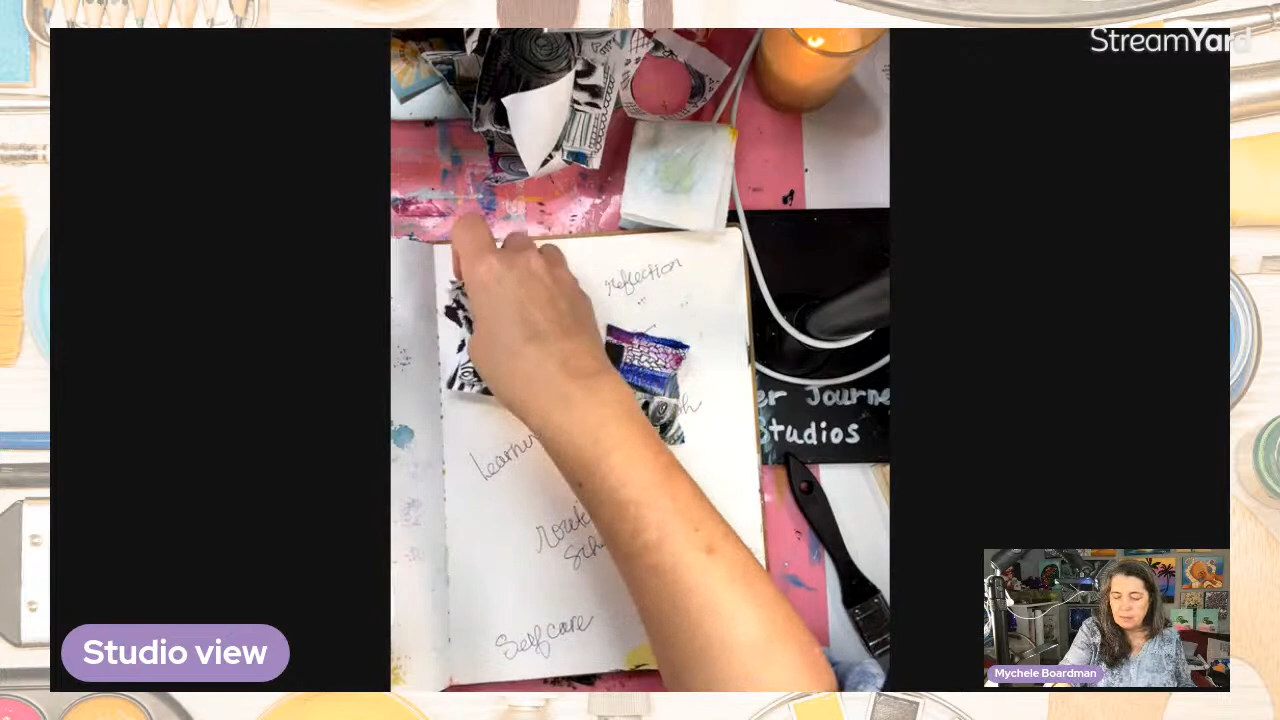 StreamYard
reflection
er Journe
Studios
Self care
Studio view
Mychele Boardman